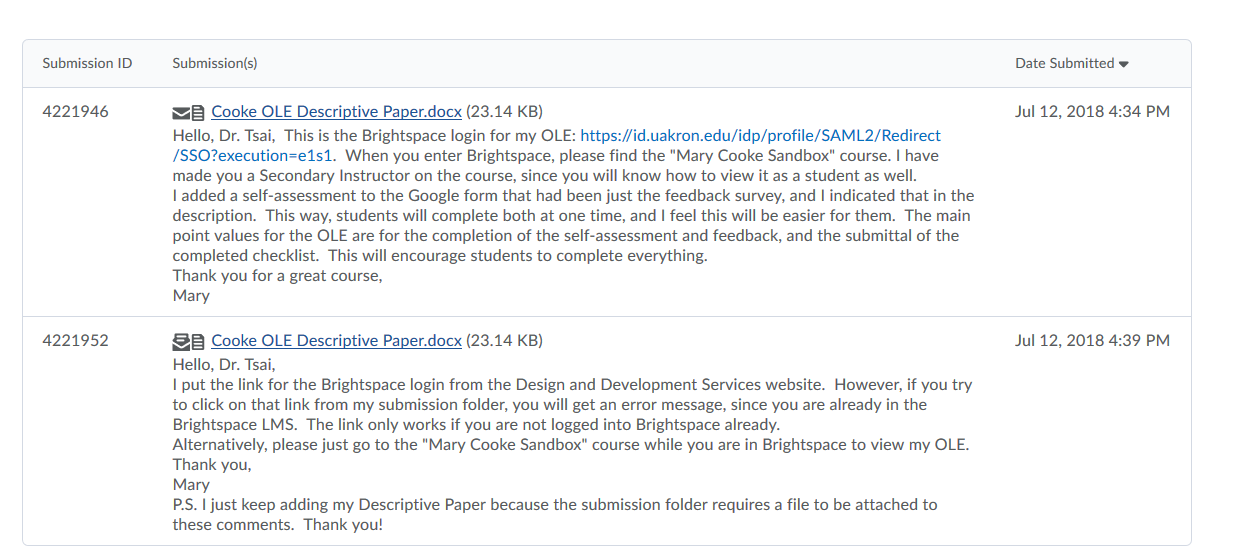 Submission ID Submission(s) Date Submitted
4221946 Cooke OLE Descriptive Paper.docx (23.14 KB) Jul 12, 2018 4:34 PM
Hello, Dr. Tsai,  This is the Brightspace login for my OLE: https://id.uakron.edu/idp/profile/SAML2/Redirect
/SSO?execution=e1s1.  When you enter Brightspace, please find the "Mary Cooke Sandbox" course. I have
made you a Secondary Instructor on the course, since you will know how to view it as a student as well.
I added a self-assessment to the Google form that had been just the feedback survey, and I indicated that in the
description.  This way, students will complete both at one time, and I feel this will be easier for them.  The main
point values for the OLE are for the completion of the self-assessment and feedback, and the submittal of the
completed checklist.  This will encourage students to complete everything.
Thank you for a great course,
Mary
4221952 Cooke OLE Descriptive Paper.docx (23.14 KB) Jul 12, 2018 4:39 PM
Hello, Dr. Tsai,
I put the link for the Brightspace login from the Design and Development Services website.  However, if you try
to click on that link from my submission folder, you will get an error message, since you are already in the
Brightspace LMS.  The link only works if you are not logged into Brightspace already.
Alternatively, please just go to the "Mary Cooke Sandbox" course while you are in Brightspace to view my OLE.
Thank you,
Mary
P.S. I just keep adding my Descriptive Paper because the submission folder requires a file to be attached to
these comments.  Thank you!